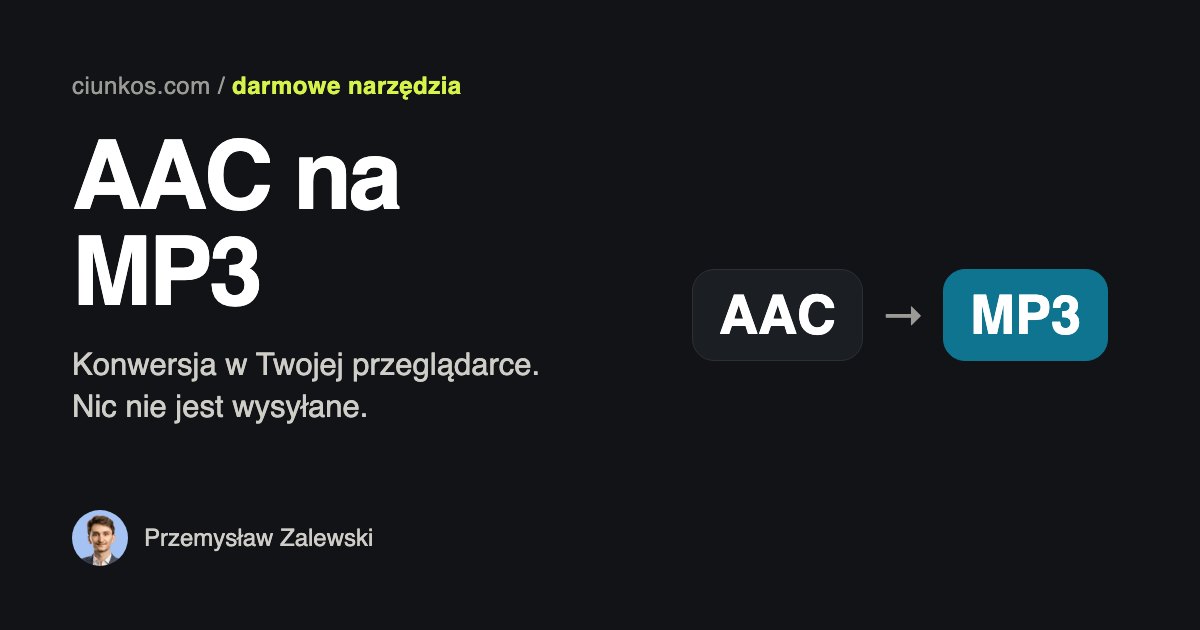 ciunkos.com / darmowe narzędzia
AAC na
MP3
Konwersja w Twojej przeglądarce.
Nic nie jest wysyłane.
AAC → MP3
Przemysław Zalewski